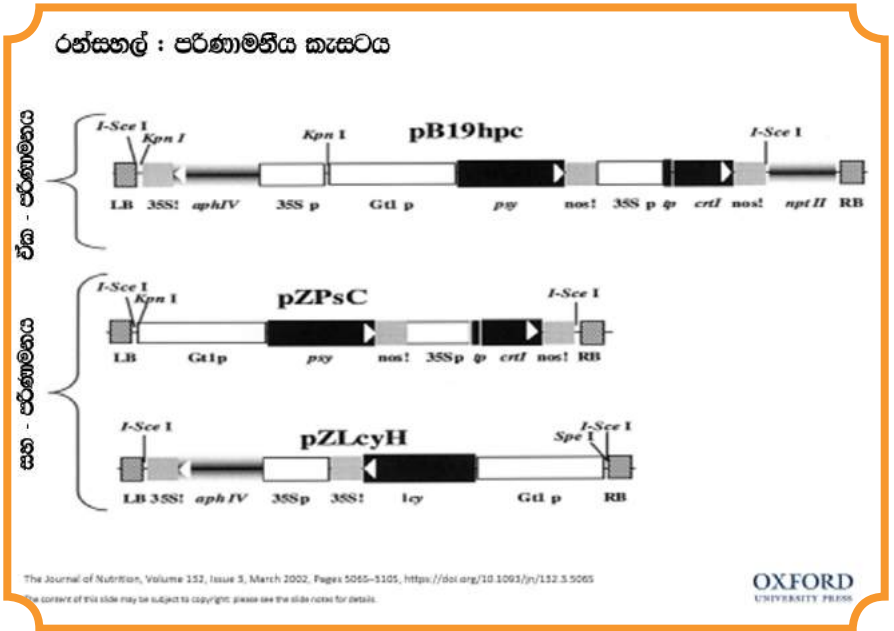 රන්සහල් : පරිණාමනීය කැසටය
ඒක - පරිණාමනය
I-Sce I
Kpn I
Kpn I
pB19hpc
I-Sce I
LB 35S! aphIV 35S p Gt1 p psy nos! 35S p tp crtI nos! npt II RB
සහ - පරිණාමනය
I-Sce I
Kpn I
pZPsC
I-Sce I
LB Gt1p psy nos! 35Sp tp crtI nos! RB
I-Sce I
pZLcyH
I-Sce I
Spe I
LB 35S! aph IV 35Sp 35S! lcy Gt1 p RB
The Journal of Nutrition, Volume 132, Issue 3, March 2002, Pages 506S–510S, https://doi.org/10.1093/jn/132.3.506S
The content of this slide may be subject to copyright: please see the slide notes for details.
OXFORD
UNIVERSITY PRESS